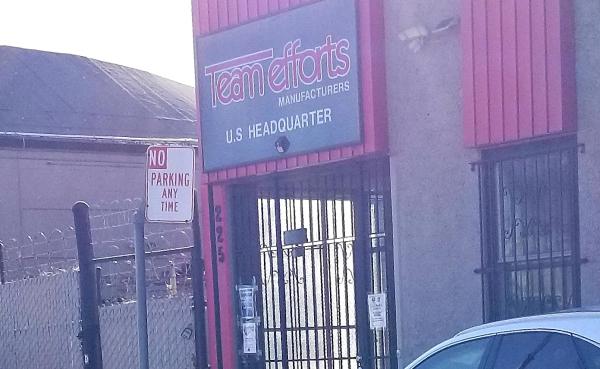 Team efforts
MANUFACTURERS
U.S HEADQUARTER
NO
PARKING
ANY
TIME
225